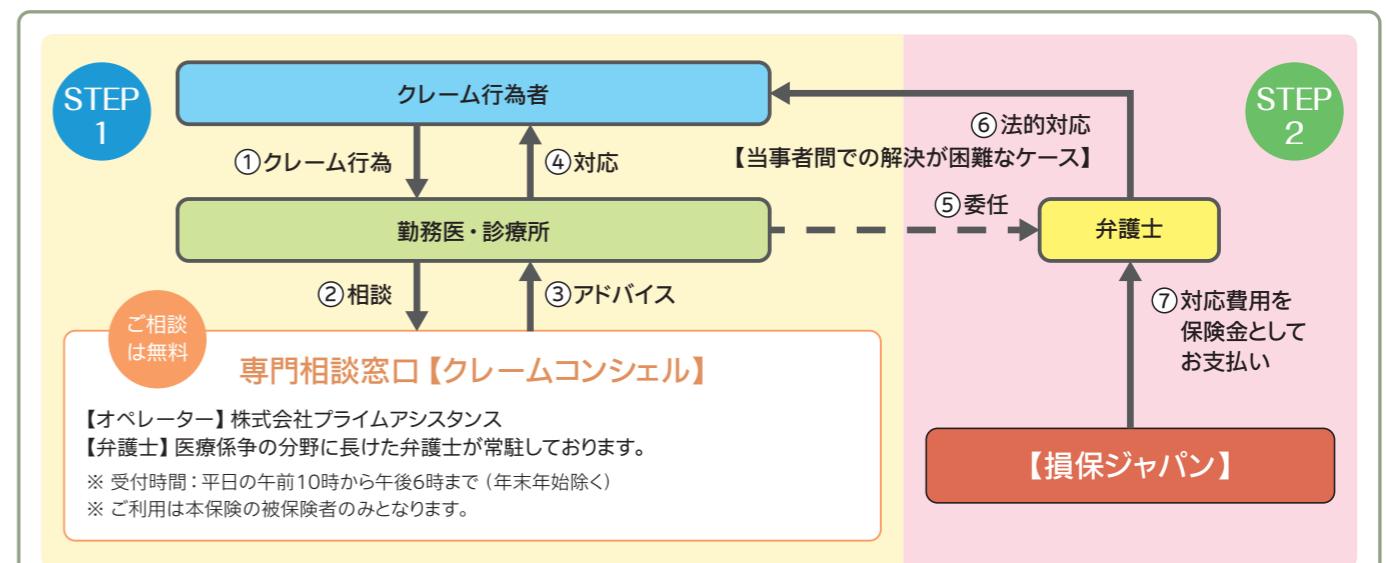 STEP
1
クレーム行為者
STEP
2
①クレーム行為
④対応
⑥法的対応
【当事者間での解決が困難なケース】
勤務医・診療所
⑤委任
弁護士
②相談
③アドバイス
⑦対応費用を
保険金として
お支払い
ご相談
は無料
専門相談窓口【クレームコンシェル】
【オペレーター】株式会社プライムアシスタンス
【弁護士】医療係争の分野に長けた弁護士が常駐しております。
※ 受付時間：平日の午前10時から午後6時まで（年末年始除く）
※ ご利用は本保険の被保険者のみとなります。
【損保ジャパン】